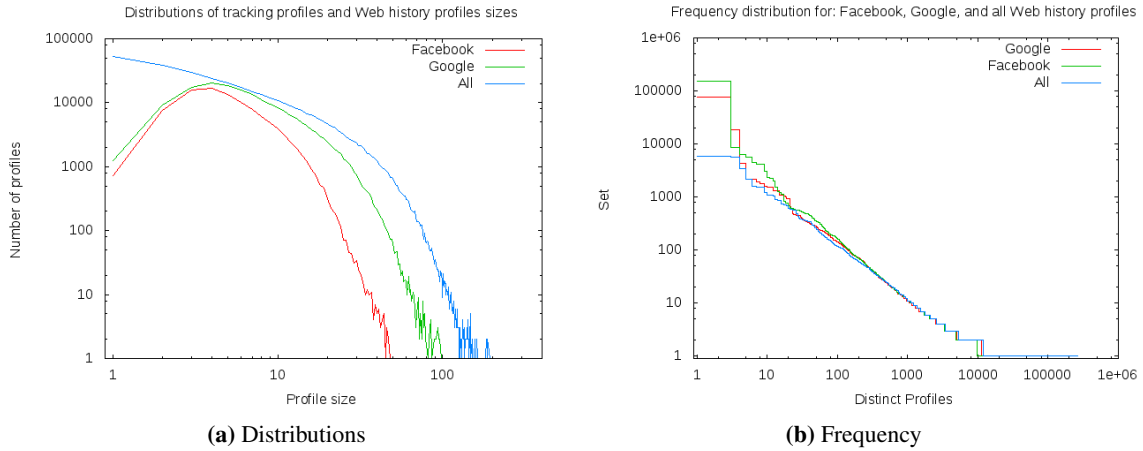 Distributions of tracking profiles and Web history profiles sizes
100000
10000
1000
100
10
1
Number of profiles
Facebook
Google
All
1
10
100
Profile size
(a) Distributions
Frequency distribution for: Facebook, Google, and all Web history profiles
1e+06
100000
10000
1000
100
10
1
Set
Google
Facebook
All
1
10
100
1000
10000
100000
1e+06
Distinct Profiles
(b) Frequency